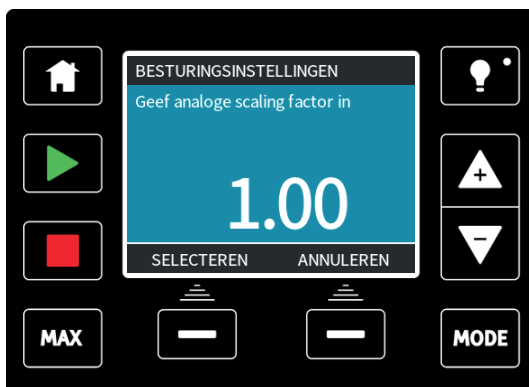 BESTURINGSINSTELLINGEN
Geef analoge scaling factor in
1.00
SELECTEREN ANNULEREN
MAX
MODE